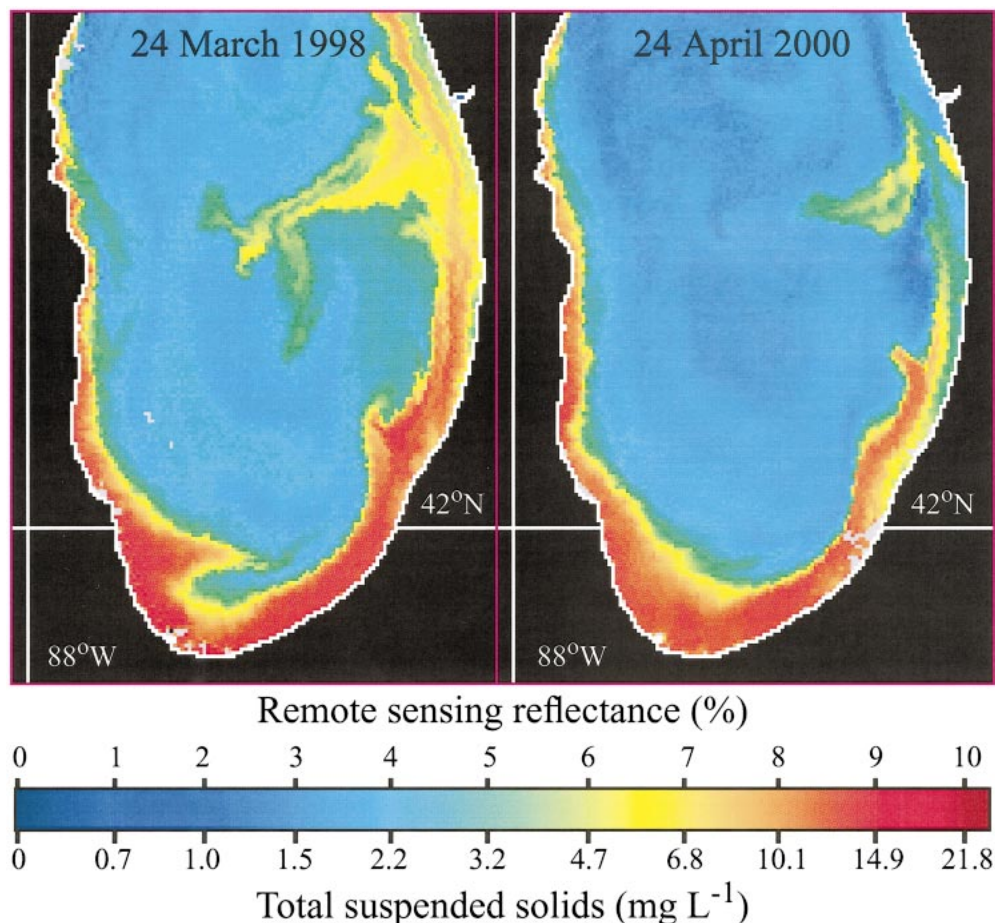 24 March 1998
24 April 2000
42°N
42°N
88°W
88°W
Remote sensing reflectance (%)
0 1 2 3 4 5 6 7 8 9 10
0 0.7 1.0 1.5 2.2 3.2 4.7 6.8 10.1 14.9 21.8
Total suspended solids (mg L⁻¹)